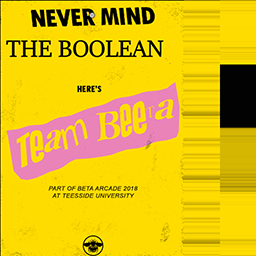 NEVER MIND
THE BOOLEAN
HERE'S
Team Beeta
PART OF BETA ARCADE 2018
AT TEESSIDE UNIVERSITY